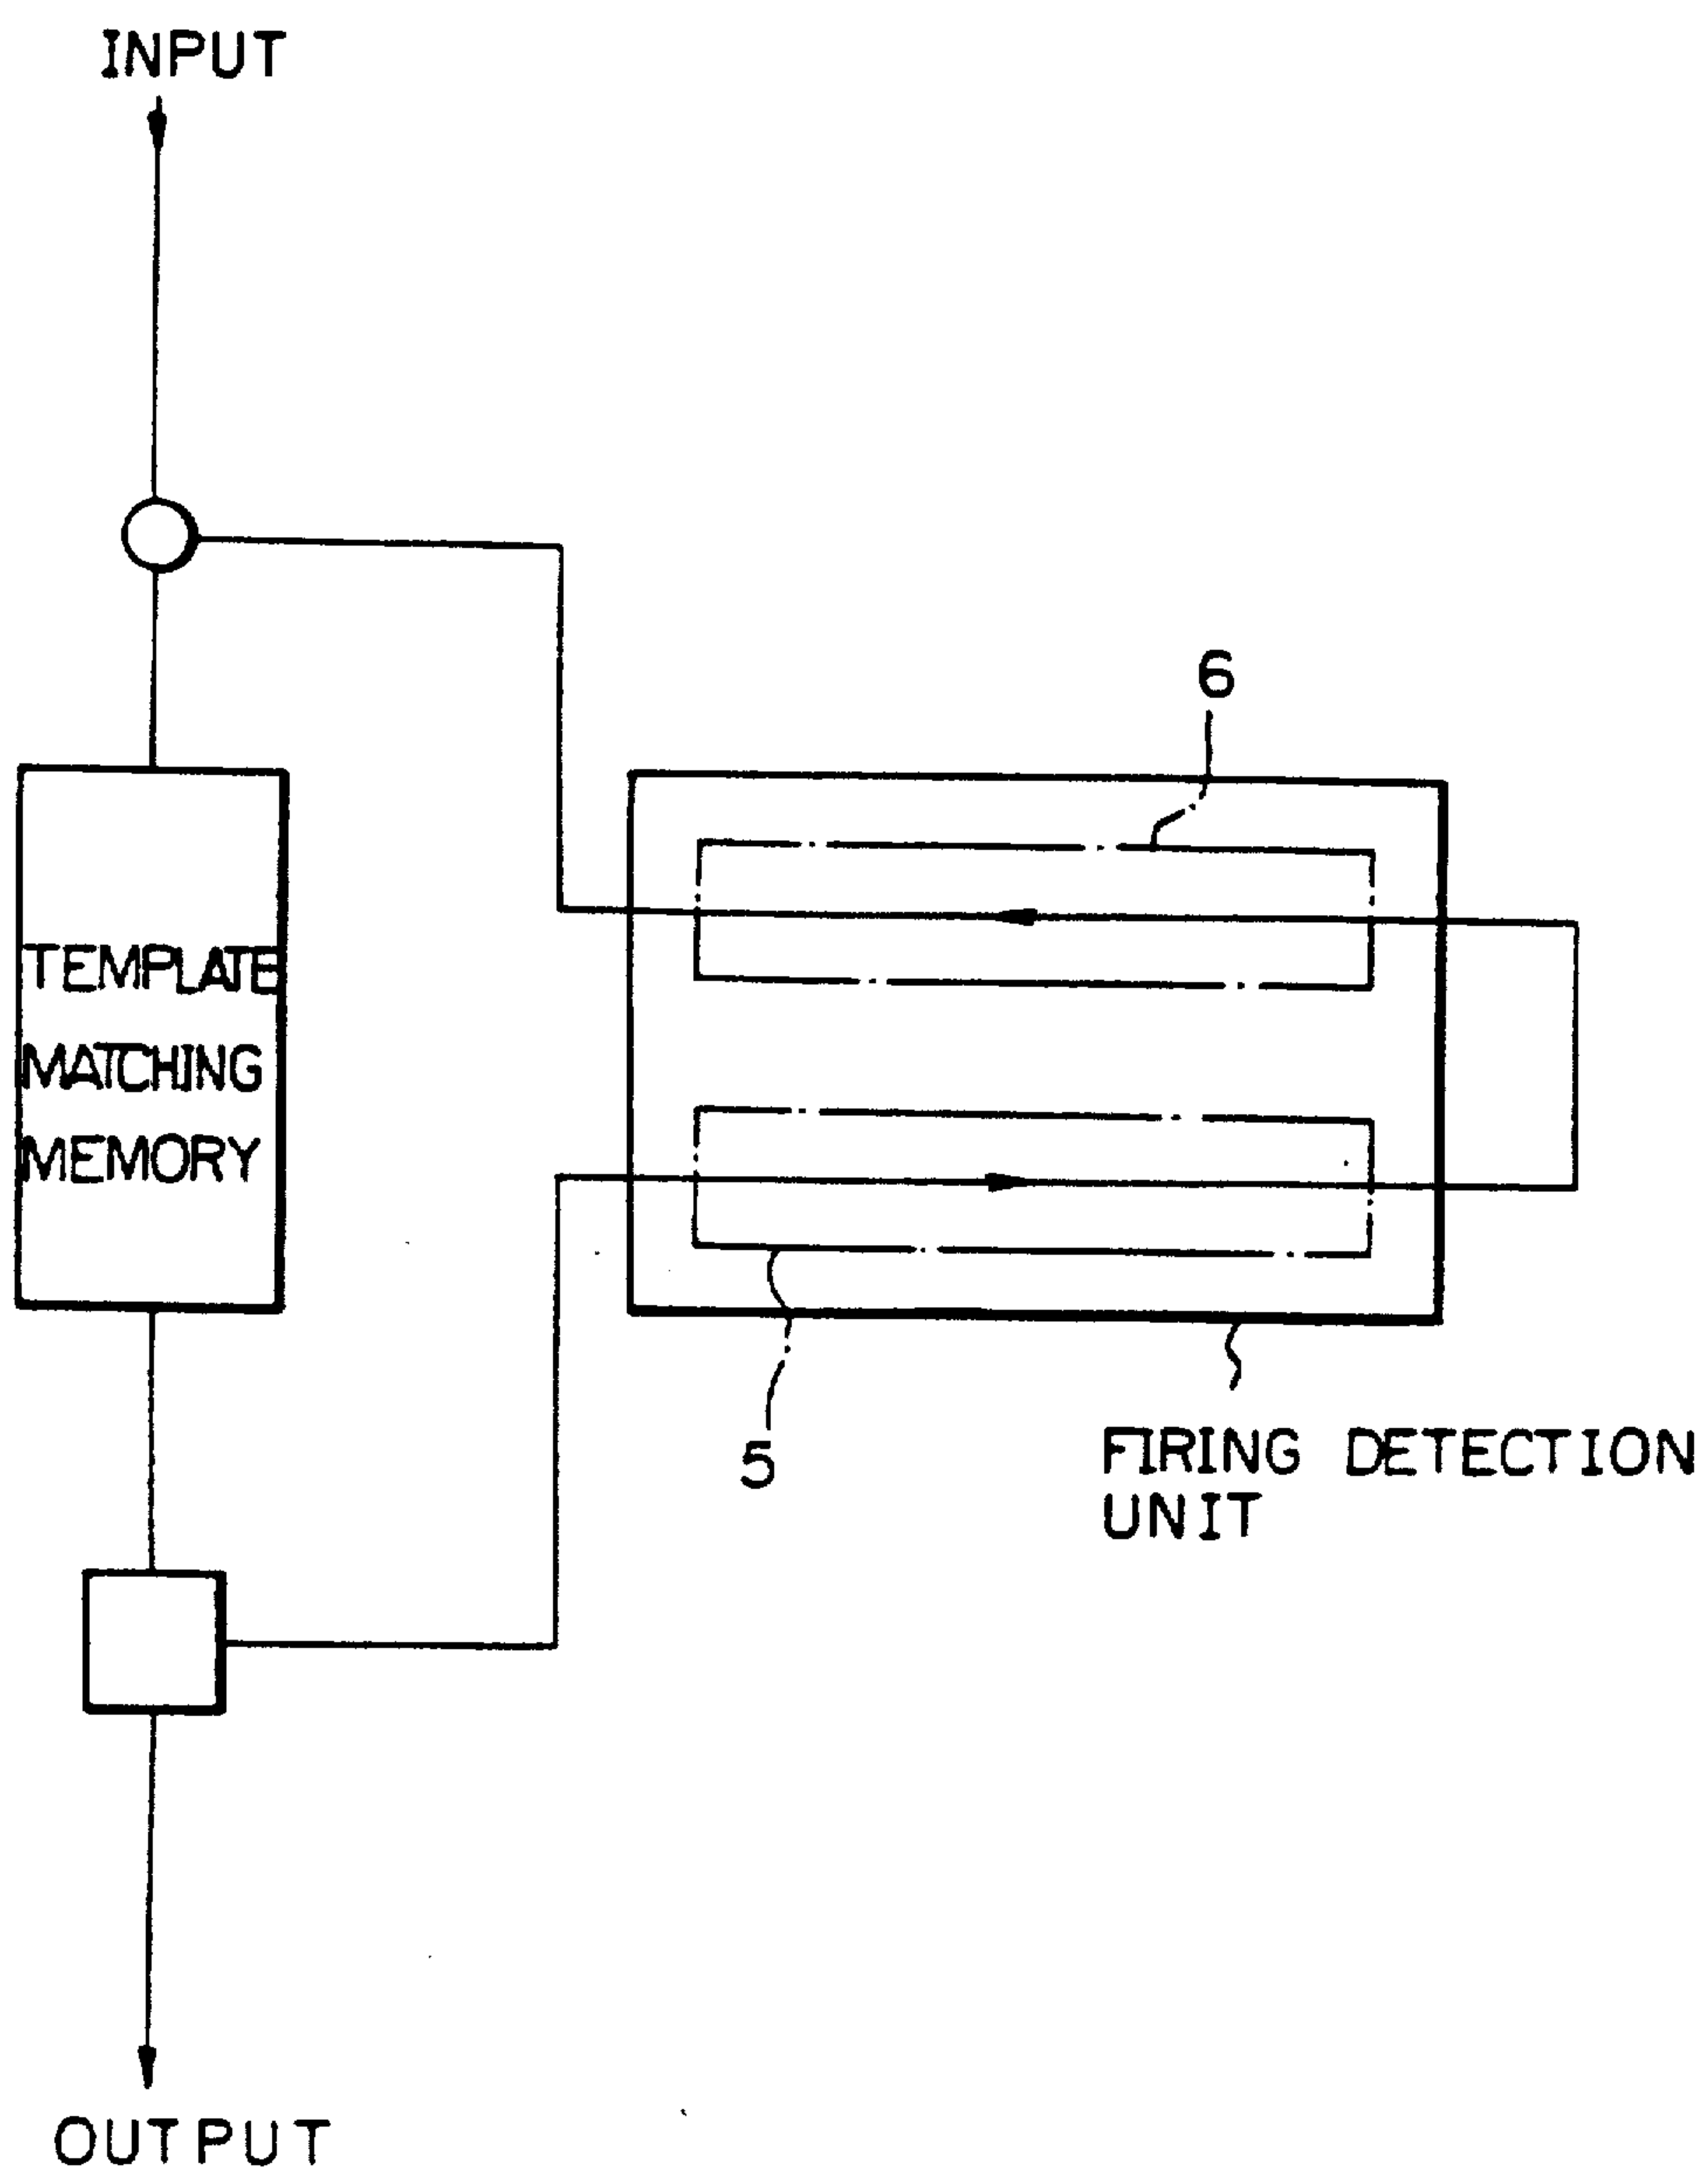 INPUT
6
TEMPLATE
MATCHING
MEMORY
5
FIRING DETECTION
UNIT
OUTPUT